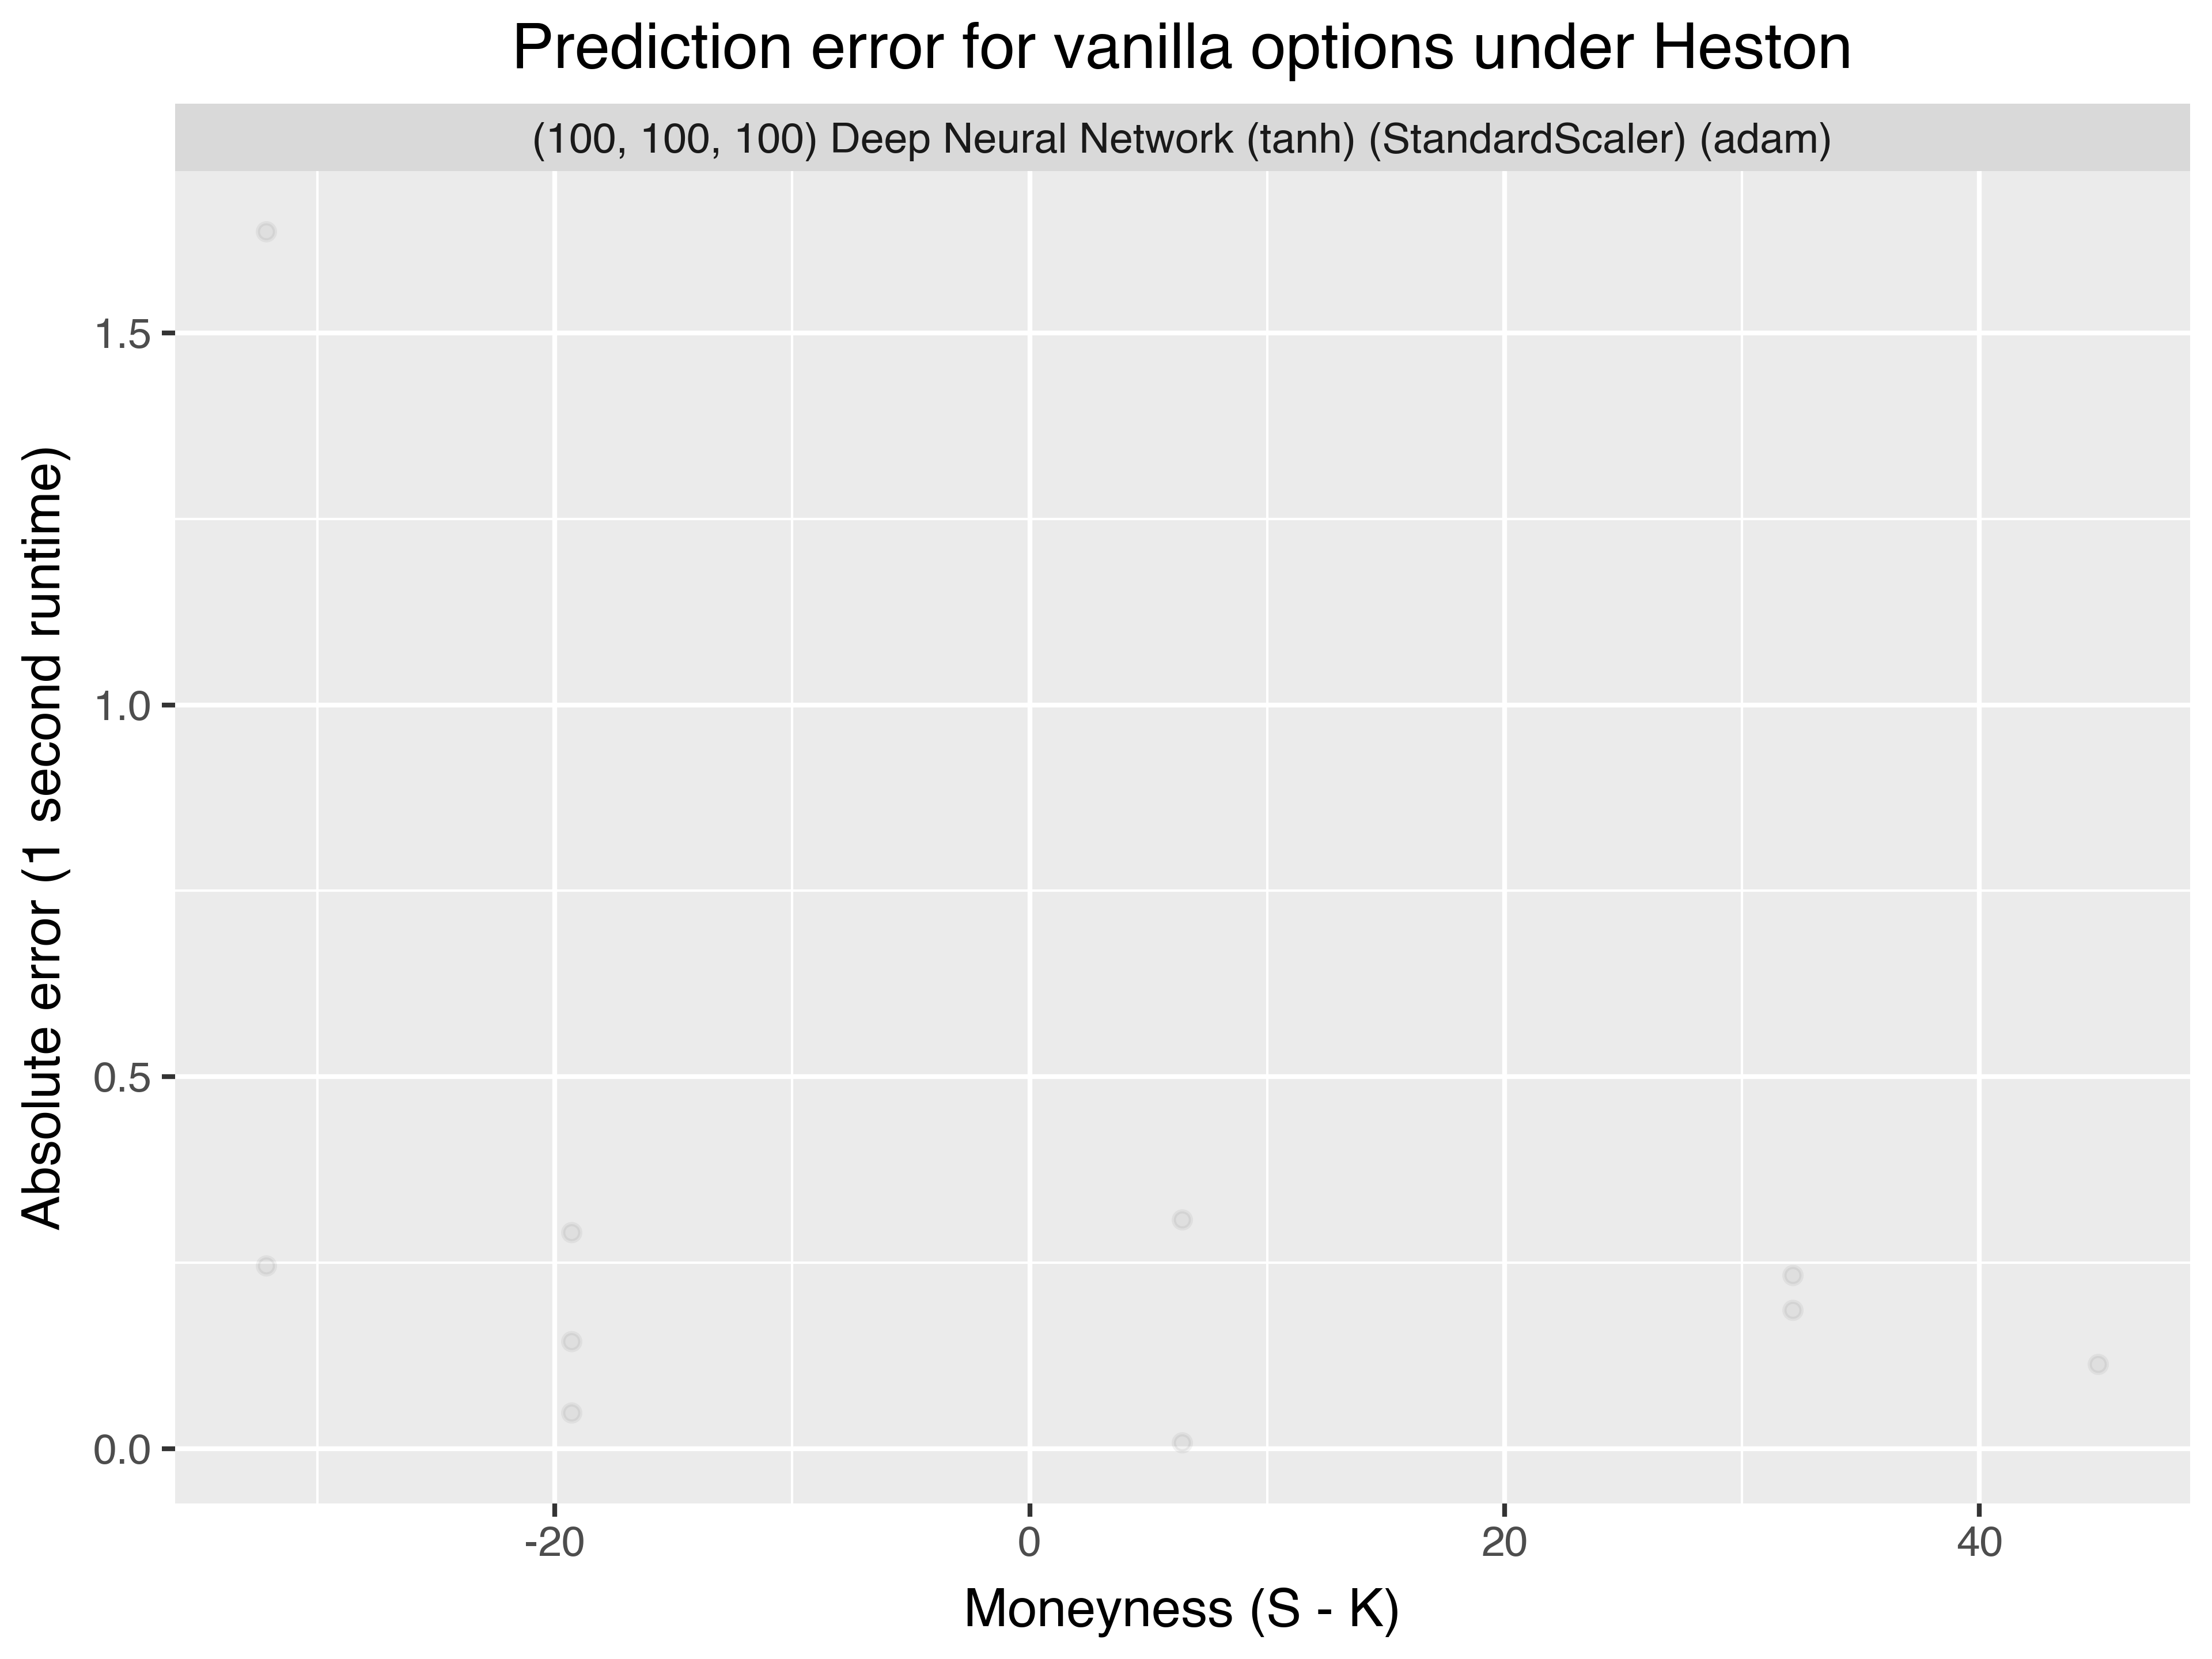 Prediction error for vanilla options under Heston
(100, 100, 100) Deep Neural Network (tanh) (StandardScaler) (adam)
Absolute error (1 second runtime)
1.5
1.0
0.5
0.0
-20
0
20
40
Moneyness (S - K)